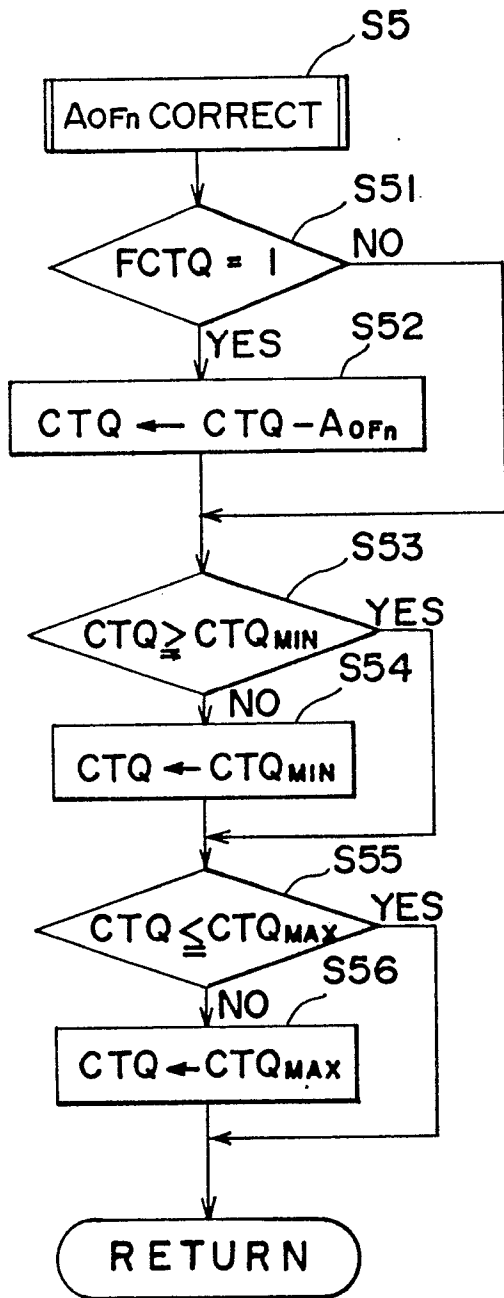 S5
AOFn CORRECT
S51
FCTQ = 1
NO
YES
S52
CTQ ← CTQ - AOFn
S53
CTQ ≧ CTQMIN
YES
NO
S54
CTQ ← CTQMIN
S55
CTQ ≦ CTQMAX
YES
NO
S56
CTQ ← CTQMAX
RETURN